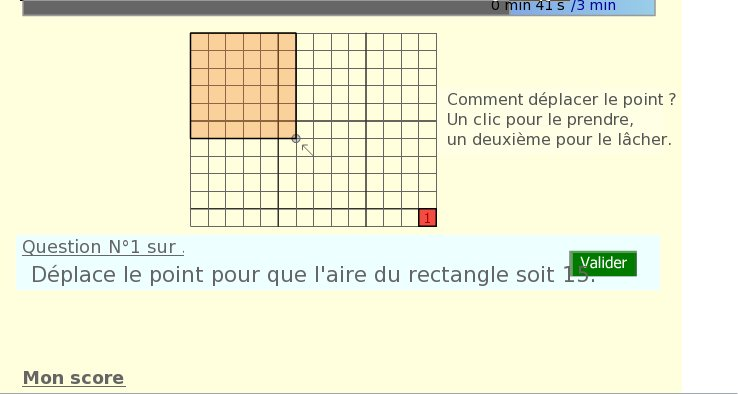 0 min 41 s /3 min
Comment déplacer le point ?
Un clic pour le prendre,
un deuxième pour le lâcher.
1
Question N°1 sur
Valider
Déplace le point pour que l'aire du rectangle soit 15.
Mon score